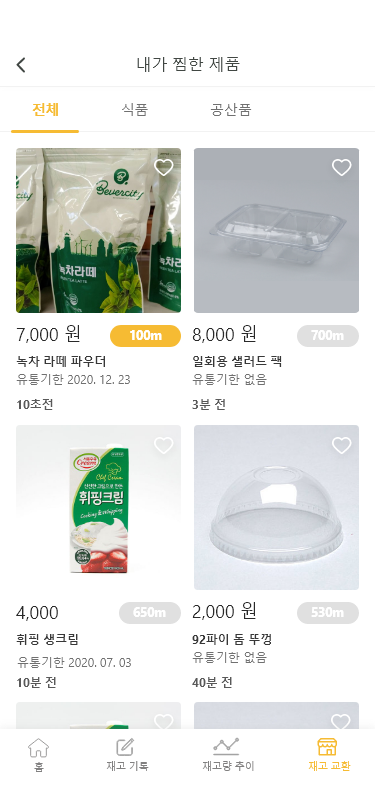 내가 찜한 제품
전체 식품 공산품
Bevercity
녹차라떼
7,000 원 100m
녹차 라떼 파우더
유통기한 2020. 12. 23
10초전
8,000 원 700m
일회용 샐러드 팩
유통기한 없음
3분 전
Cream
Chef Cream
휘핑크림
Cooking & Whipping
4,000 650m
휘핑 생크림
유통기한 2020. 07. 03
10분 전
2,000 원 530m
92파이 돔 뚜껑
유통기한 없음
40분 전
홈 재고 기록 재고량 추이 재고 교환